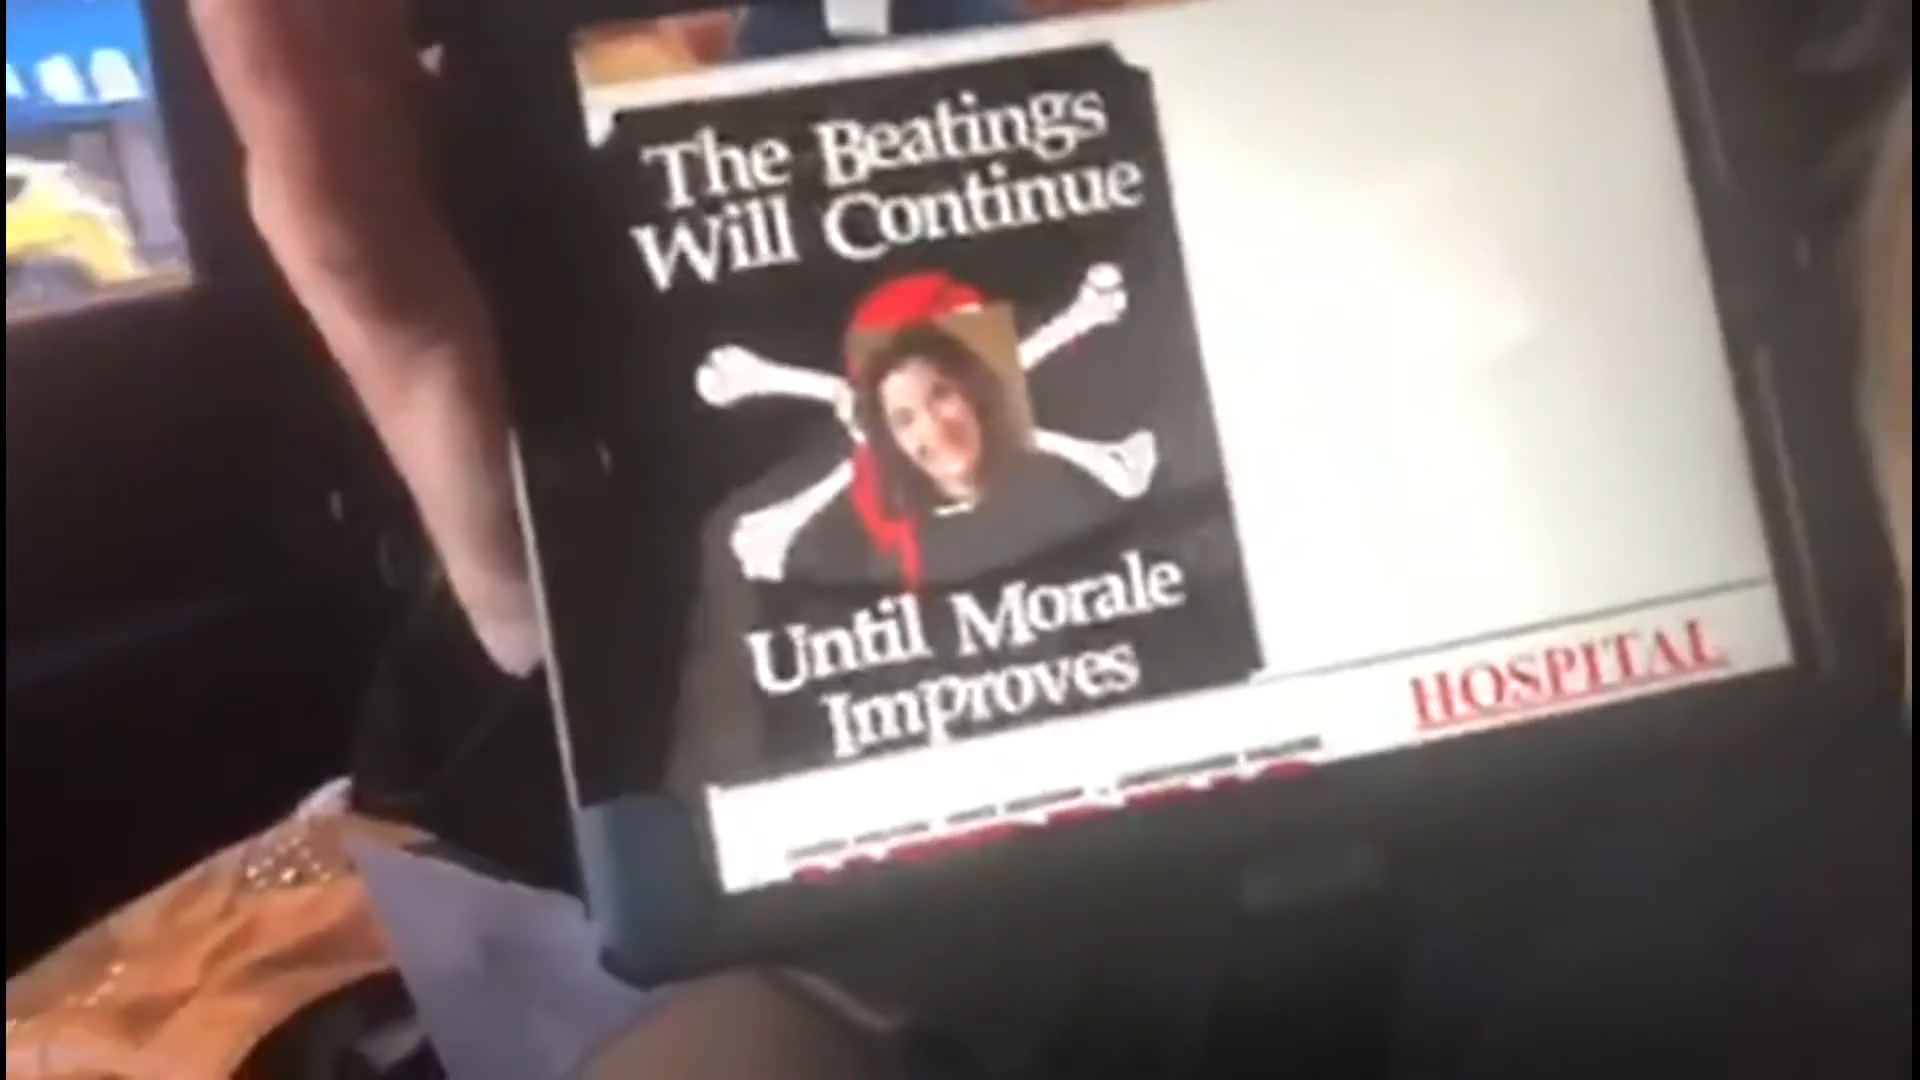 The Beatings
Will Continue
Until Morale
Improves
HOSPITAL